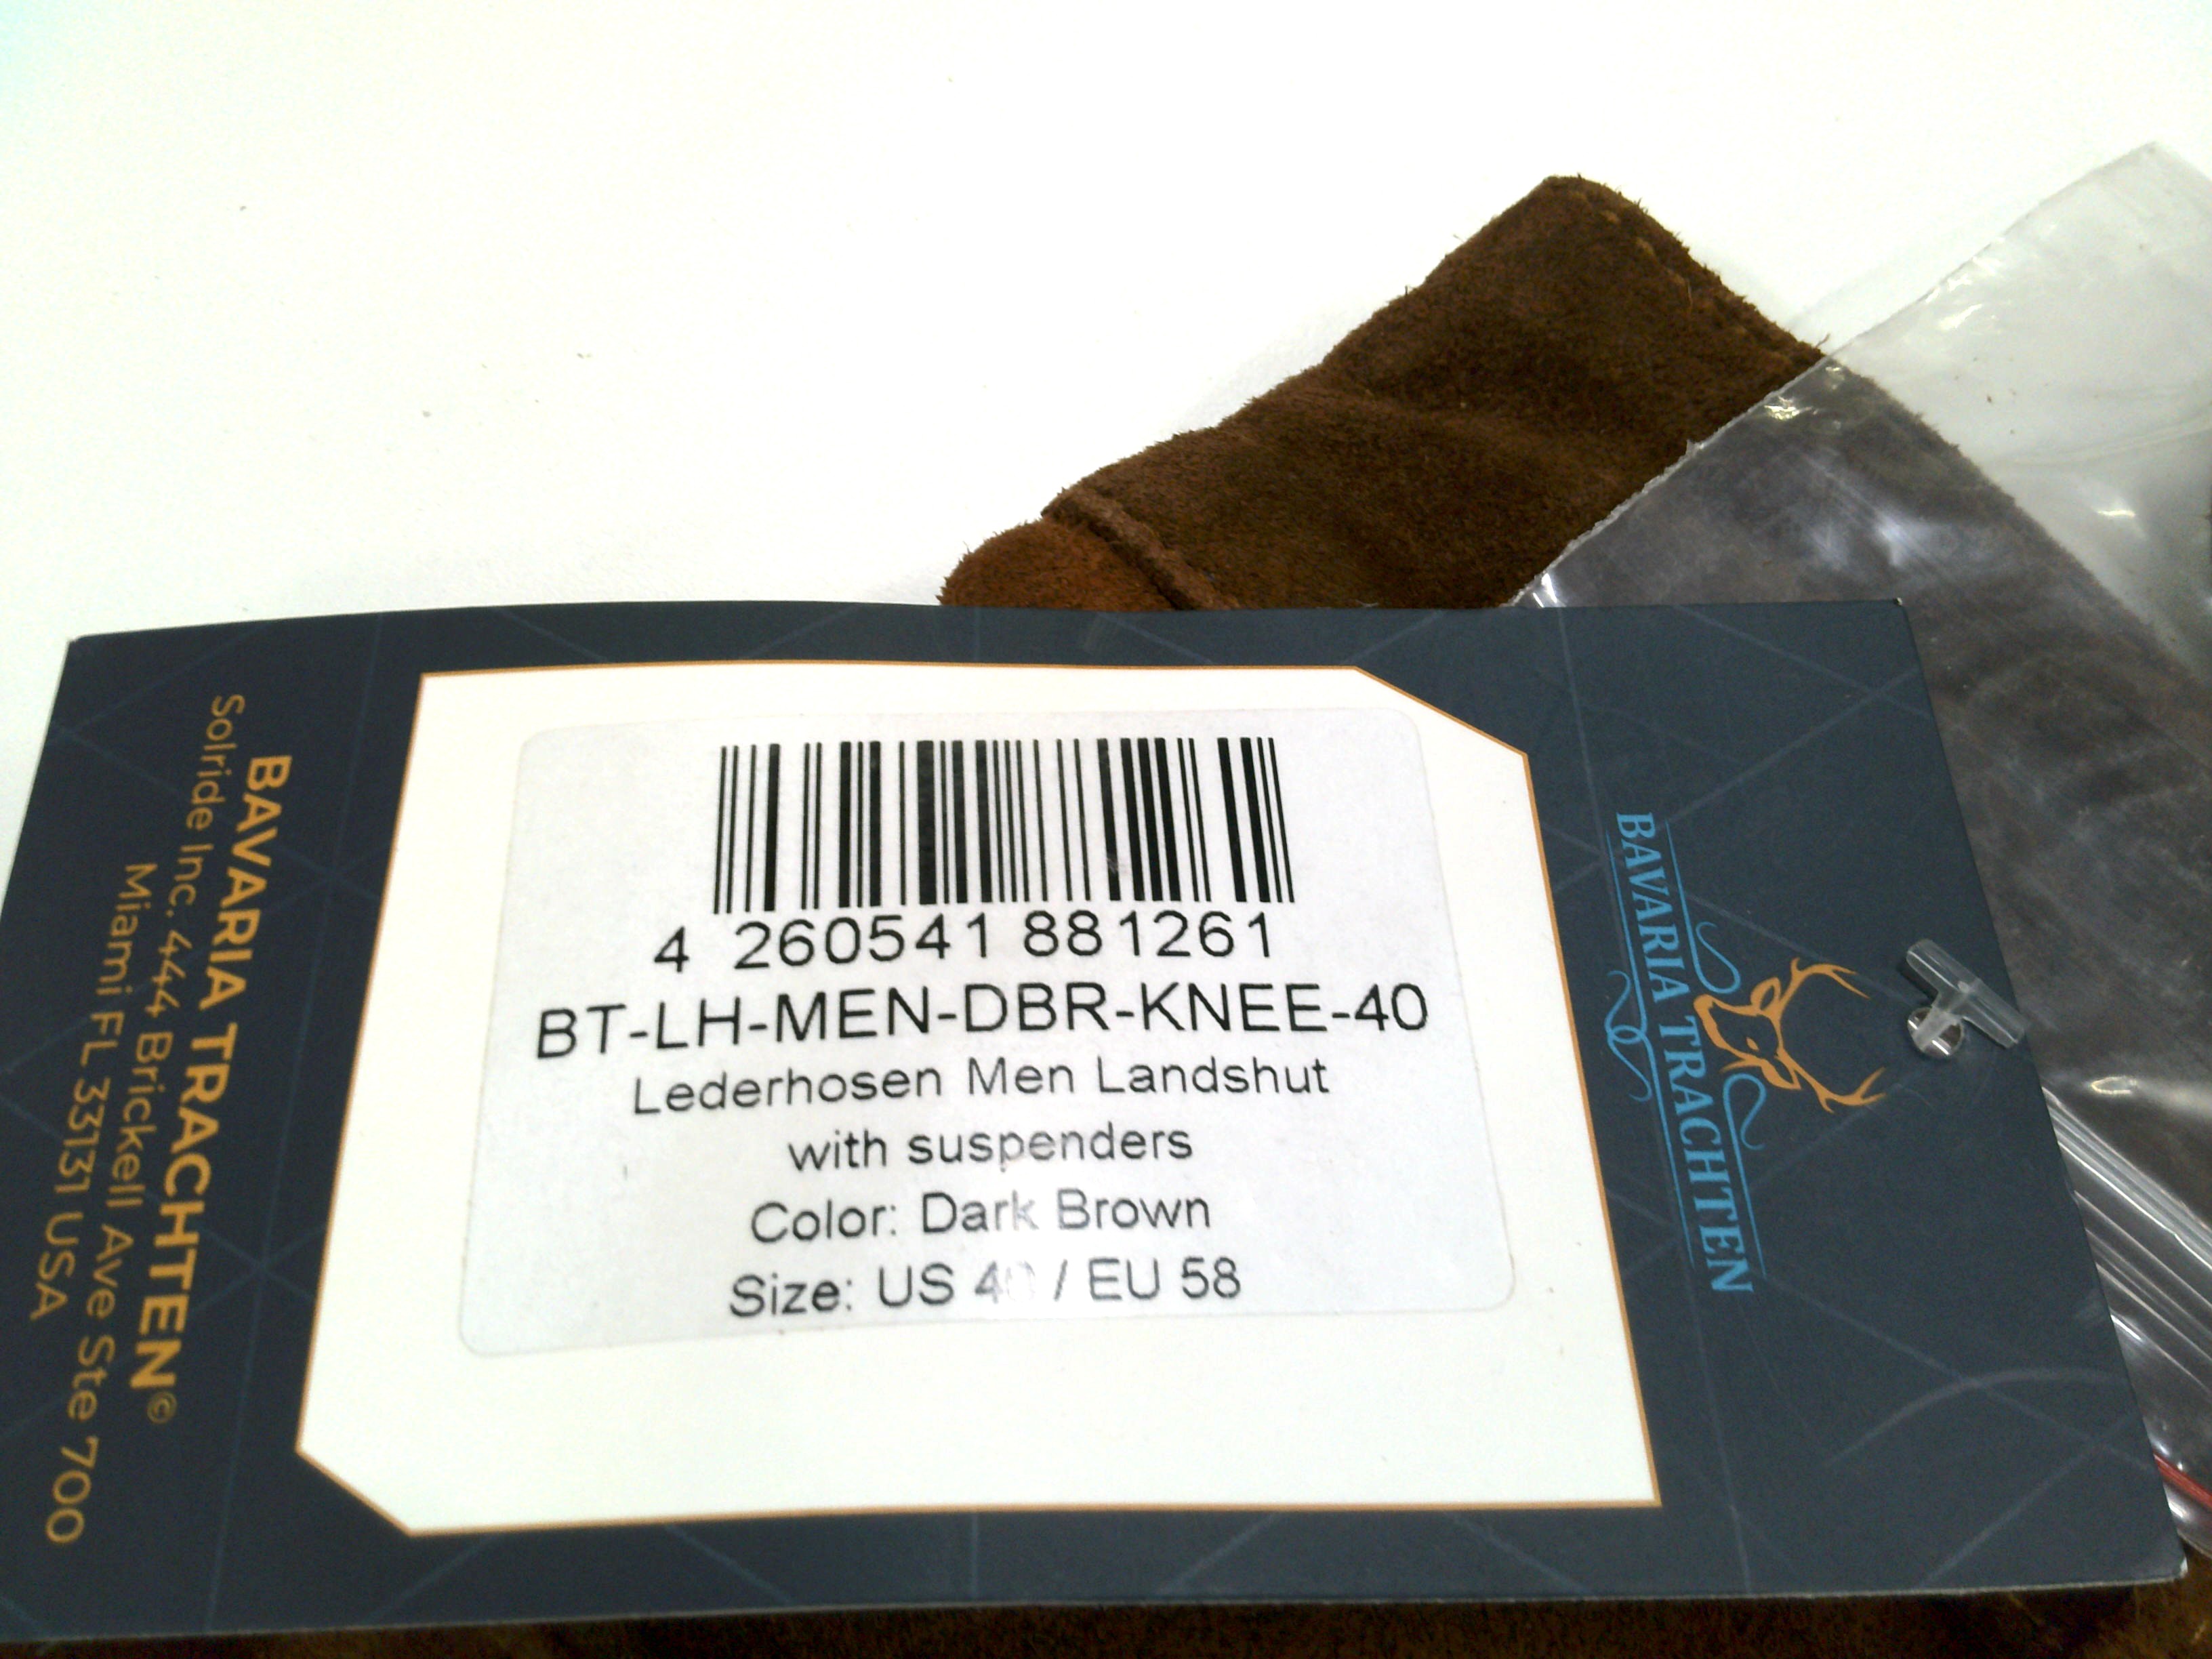 4 260541 881261
BT-LH-MEN-DBR-KNEE-40
Lederhosen Men Landshut
with suspenders
Color: Dark Brown
Size: US 40 / EU 58
BAVARIA TRACHTEN
BAVARIA TRACHTEN©
Solride Inc. 444 Brickell Ave Ste 700
Miami FL 33131 USA